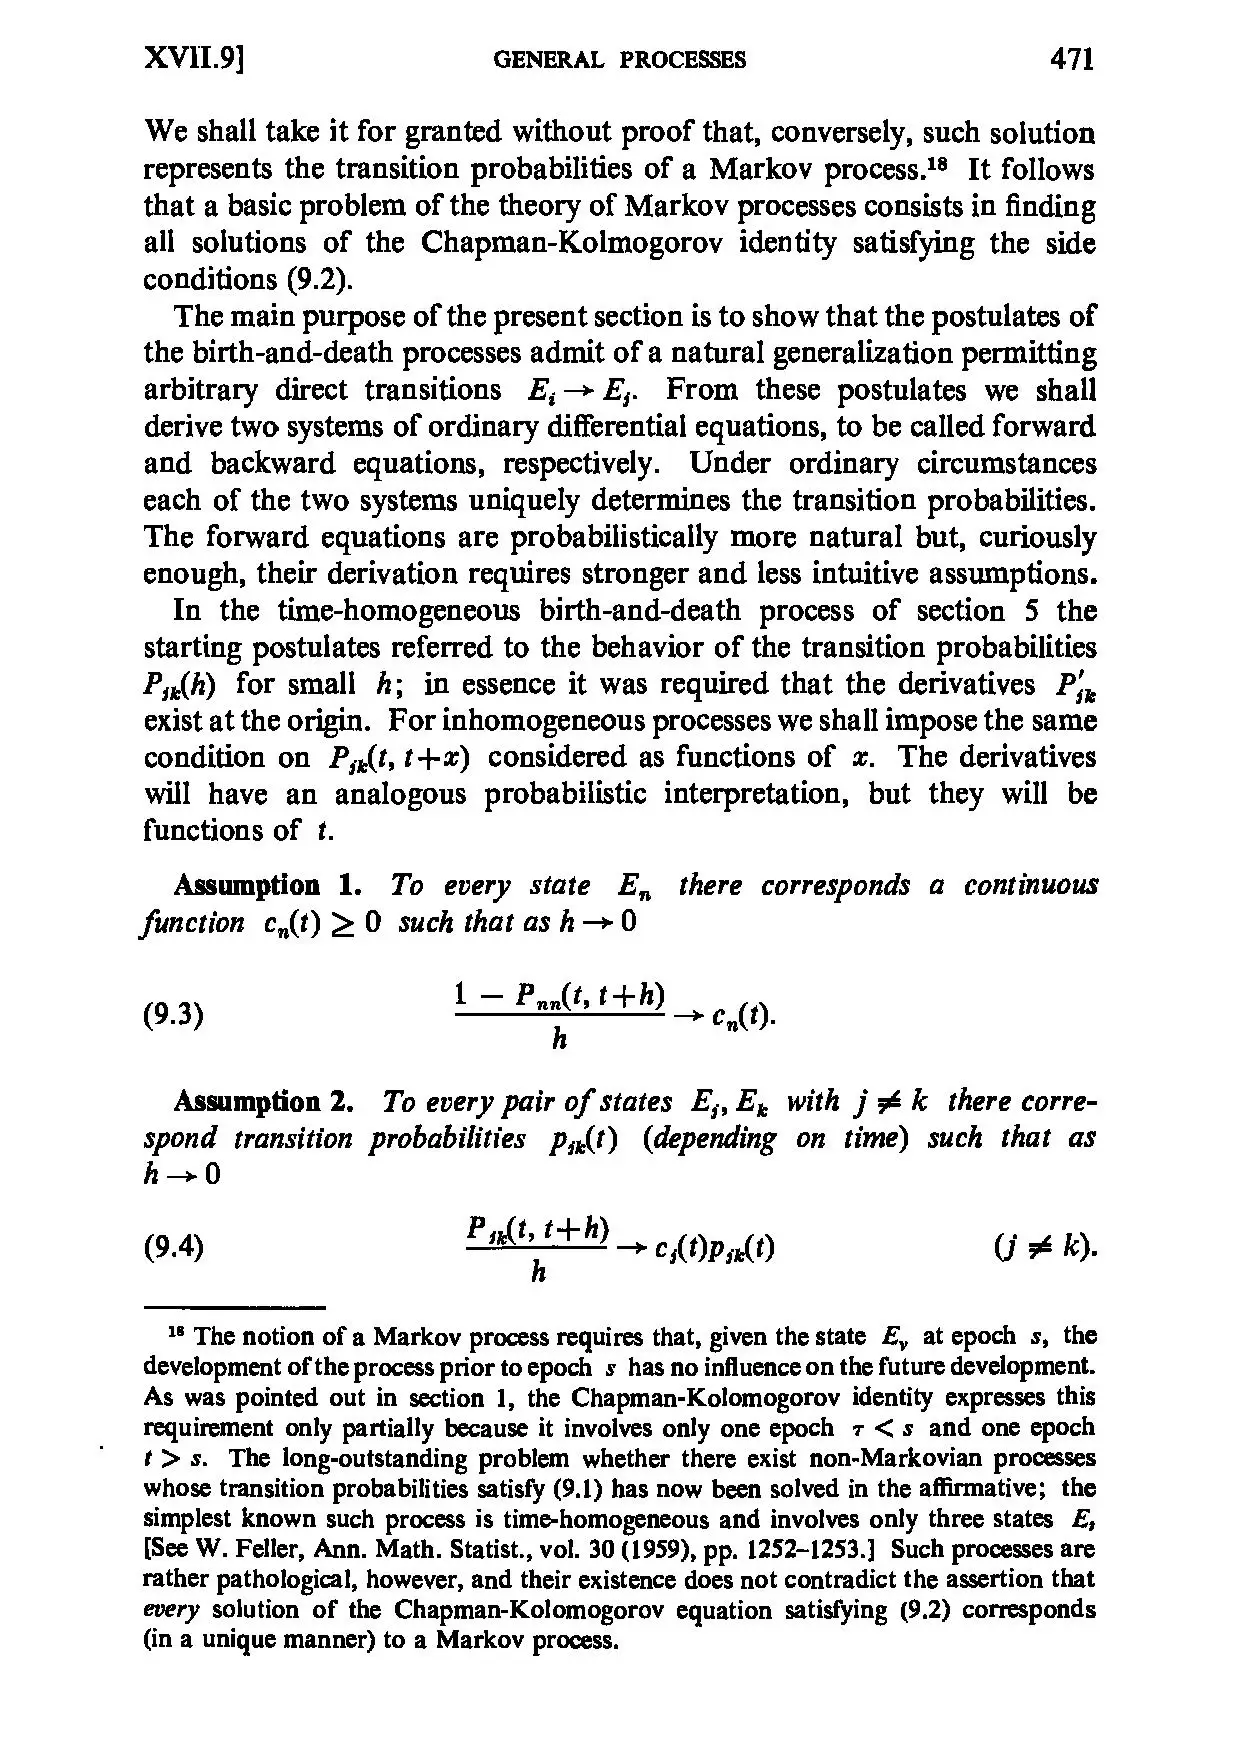 XVII.9] GENERAL PROCESSES 471
We shall take it for granted without proof that, conversely, such solution
represents the transition probabilities of a Markov process.¹⁸ It follows
that a basic problem of the theory of Markov processes consists in finding
all solutions of the Chapman-Kolmogorov identity satisfying the side
conditions (9.2).
The main purpose of the present section is to show that the postulates of
the birth-and-death processes admit of a natural generalization permitting
arbitrary direct transitions E_i → E_j. From these postulates we shall
derive two systems of ordinary differential equations, to be called forward
and backward equations, respectively. Under ordinary circumstances
each of the two systems uniquely determines the transition probabilities.
The forward equations are probabilistically more natural but, curiously
enough, their derivation requires stronger and less intuitive assumptions.
In the time-homogeneous birth-and-death process of section 5 the
starting postulates referred to the behavior of the transition probabilities
P_{jk}(h) for small h; in essence it was required that the derivatives P'_{jk}
exist at the origin. For inhomogeneous processes we shall impose the same
condition on P_{jk}(t, t+x) considered as functions of x. The derivatives
will have an analogous probabilistic interpretation, but they will be
functions of t.
Assumption 1. To every state E_n there corresponds a continuous
function c_n(t) ≥ 0 such that as h → 0
(9.3) \frac{1 - P_{nn}(t, t+h)}{h} → c_n(t).
Assumption 2. To every pair of states E_j, E_k with j ≠ k there corre-
spond transition probabilities p_{jk}(t) (depending on time) such that as
h → 0
(9.4) \frac{P_{jk}(t, t+h)}{h} → c_j(t)p_{jk}(t) (j ≠ k).
¹⁸ The notion of a Markov process requires that, given the state E_ν at epoch s, the
development of the process prior to epoch s has no influence on the future development.
As was pointed out in section 1, the Chapman-Kolomogorov identity expresses this
requirement only partially because it involves only one epoch τ < s and one epoch
t > s. The long-outstanding problem whether there exist non-Markovian processes
whose transition probabilities satisfy (9.1) has now been solved in the affirmative; the
simplest known such process is time-homogeneous and involves only three states E_i
[See W. Feller, Ann. Math. Statist., vol. 30 (1959), pp. 1252–1253.] Such processes are
rather pathological, however, and their existence does not contradict the assertion that
every solution of the Chapman-Kolomogorov equation satisfying (9.2) corresponds
(in a unique manner) to a Markov process.